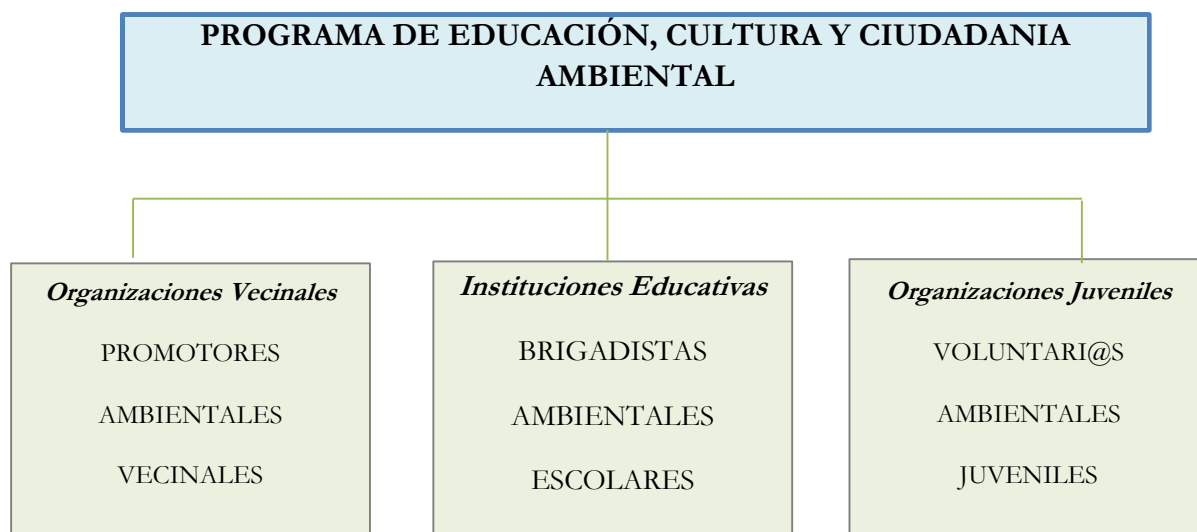 PROGRAMA DE EDUCACIÓN, CULTURA Y CIUDADANIA
AMBIENTAL
Organizaciones Vecinales
PROMOTORES
AMBIENTALES
VECINALES
Instituciones Educativas
BRIGADISTAS
AMBIENTALES
ESCOLARES
Organizaciones Juveniles
VOLUNTARI@S
AMBIENTALES
JUVENILES